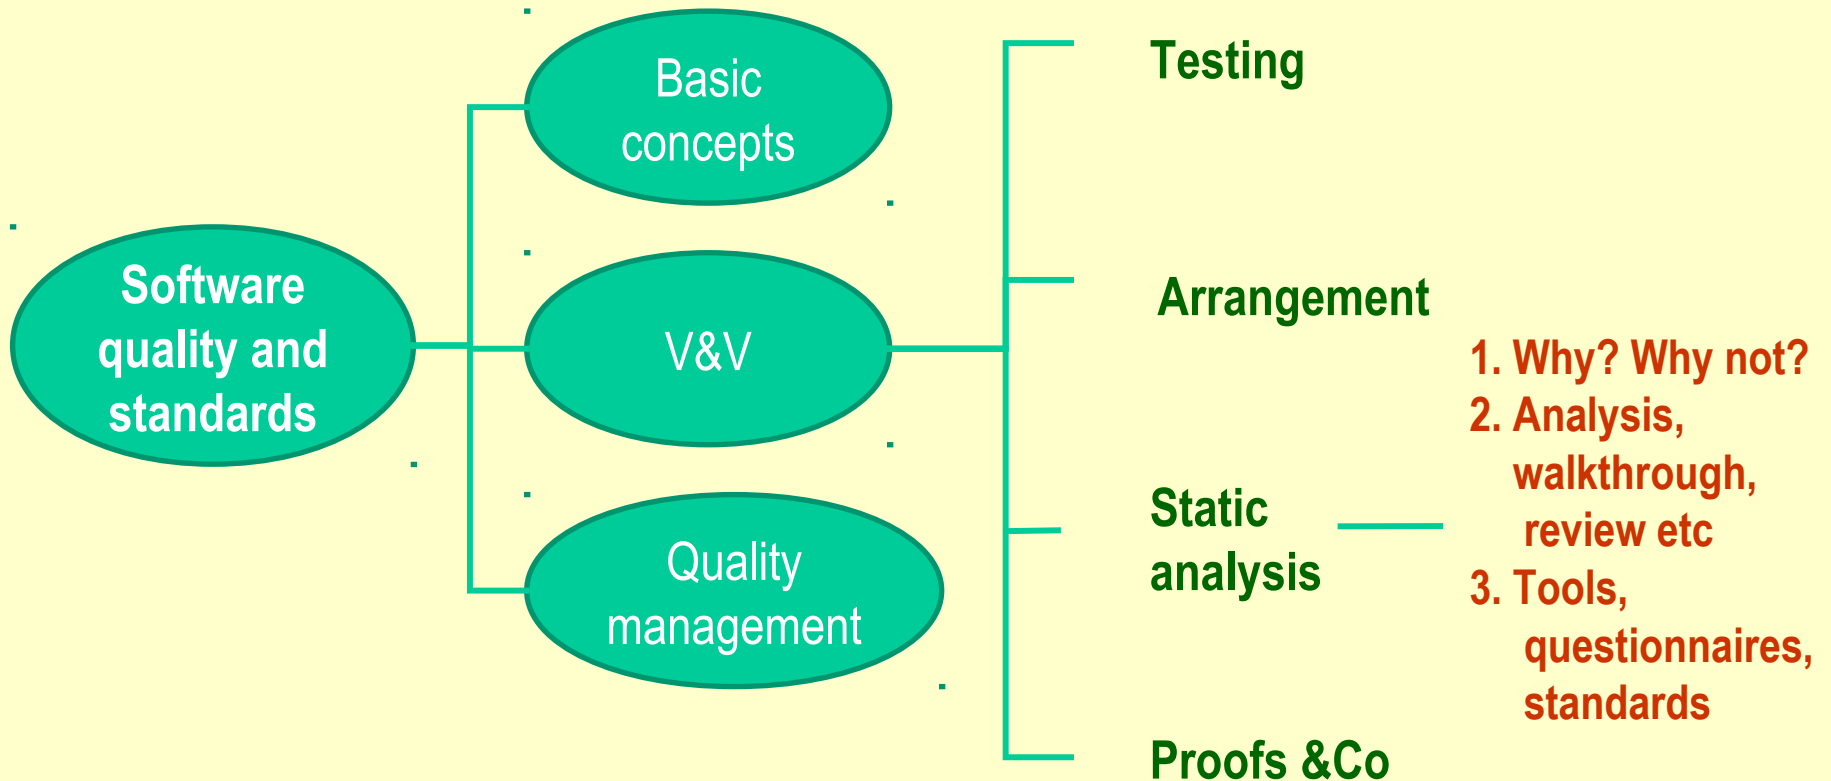 Software
quality and
standards
Basic
concepts
V&V
Quality
management
Testing
Arrangement
Static
analysis
Proofs &Co
1. Why? Why not?
2. Analysis,
walkthrough,
review etc
3. Tools,
questionnaires,
standards